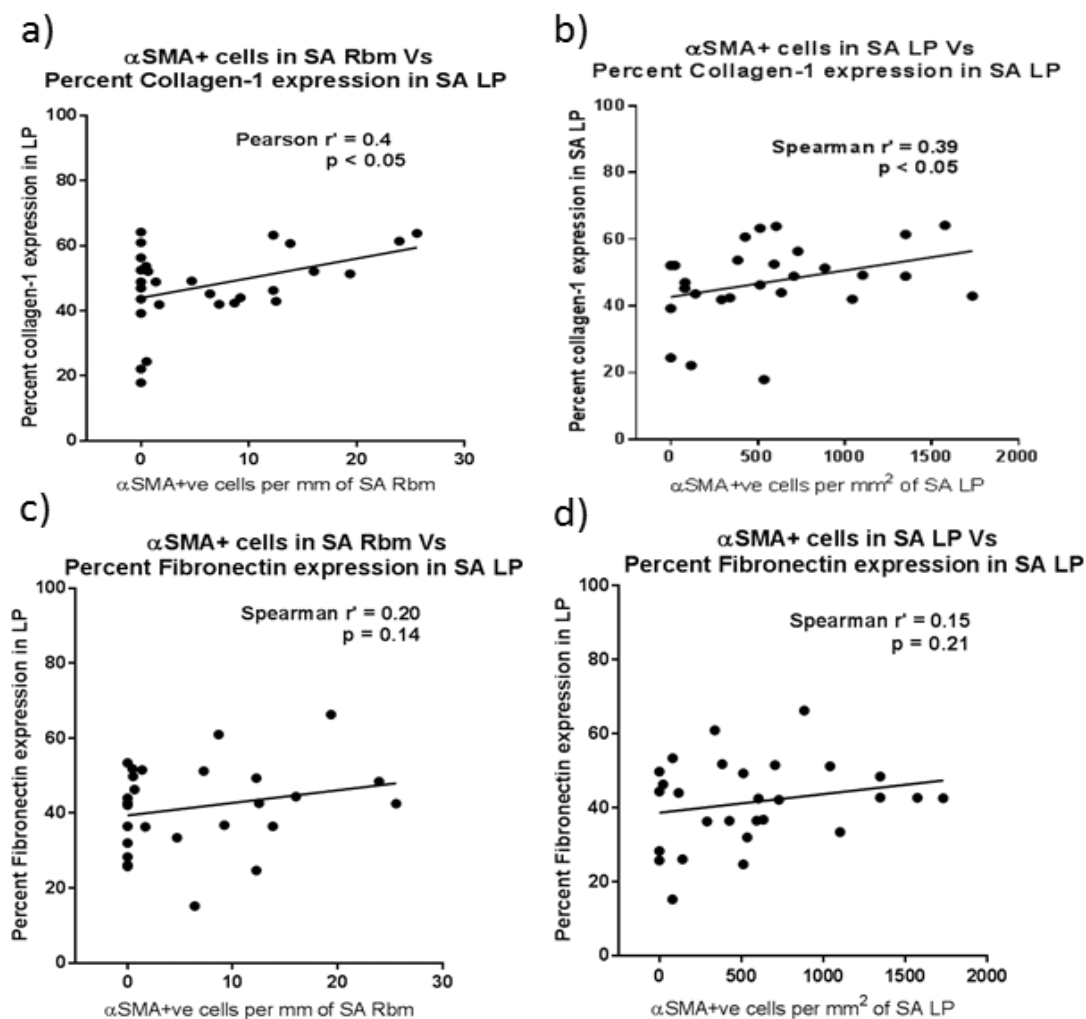 a)
αSMA+ cells in SA Rbm Vs
Percent Collagen-1 expression in SA LP
Pearson r' = 0.4
p < 0.05
Percent collagen-1 expression in LP
100
80
60
40
20
0
0 10 20 30
αSMA+ve cells per mm of SA Rbm
b)
αSMA+ cells in SA LP Vs
Percent Collagen-1 expression in SA LP
Spearman r' = 0.39
p < 0.05
Percent collagen-1 expression in SA LP
100
80
60
40
20
0
0 500 1000 1500 2000
αSMA+ve cells per mm² of SA LP
c)
αSMA+ cells in SA Rbm Vs
Percent Fibronectin expression in SA LP
Spearman r' = 0.20
p = 0.14
Percent Fibronectin expression in LP
100
80
60
40
20
0
0 10 20 30
αSMA+ve cells per mm of SA Rbm
d)
αSMA+ cells in SA LP Vs
Percent Fibronectin expression in SA LP
Spearman r' = 0.15
p = 0.21
Percent Fibronectin expression in LP
100
80
60
40
20
0
0 500 1000 1500 2000
αSMA+ve cells per mm² of SA LP